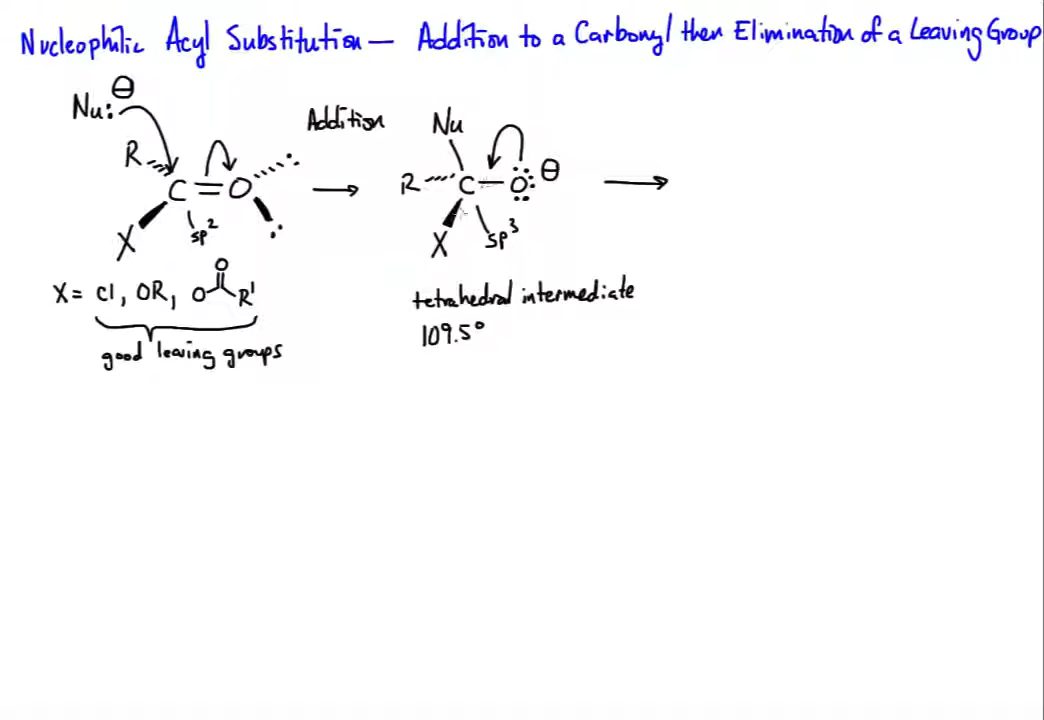 Nucleophilic Acyl Substitution — Addition to a Carbonyl then Elimination of a Leaving Group
Nu: ⊖
R
C=O
X
sp²
Addition
Nu
R
C—O ⊖
X
sp³
X = Cl, OR, O
O
R'
good leaving groups
tetrahedral intermediate
109.5°